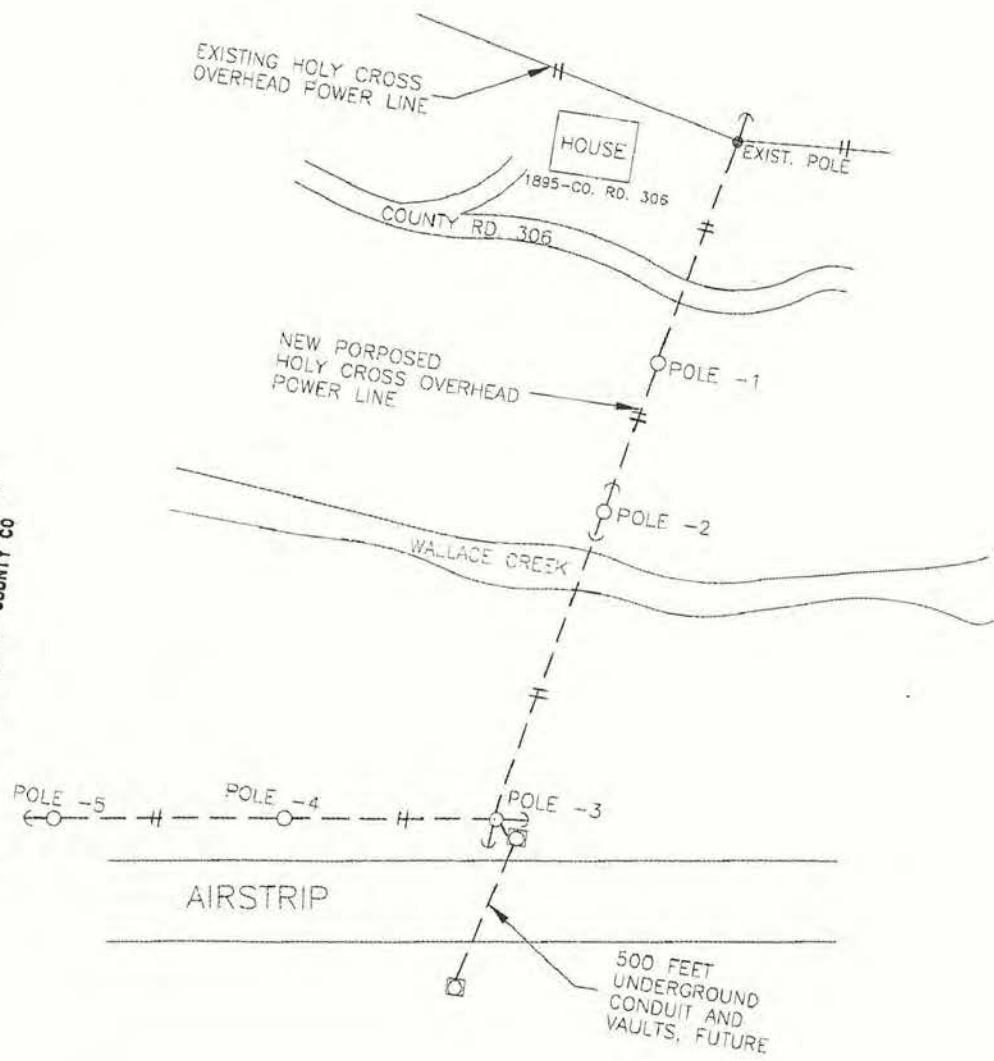 EXISTING HOLY CROSS
OVERHEAD POWER LINE
HOUSE
EXIST. POLE
1895-CO. RD. 306
COUNTY RD. 306
NEW PORPOSED
HOLY CROSS OVERHEAD
POWER LINE
POLE -1
POLE -2
WALLACE CREEK
COUNTY CO
POLE -5
POLE -4
POLE -3
AIRSTRIP
500 FEET
UNDERGROUND
CONDUIT AND
VAULTS, FUTURE